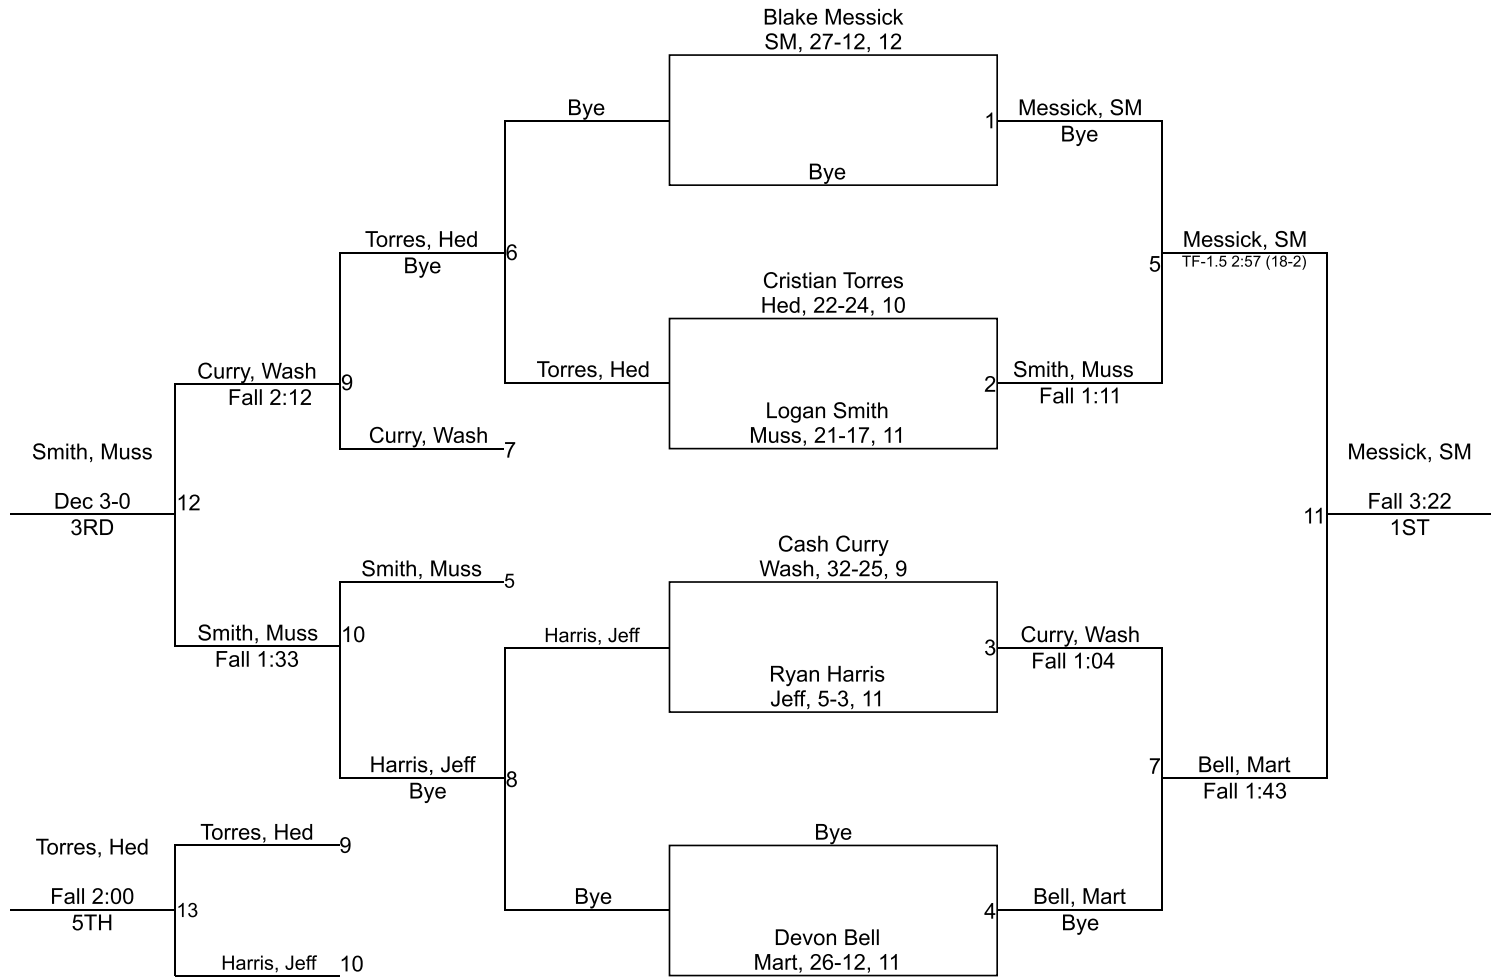 Blake Messick
SM, 27-12, 12
Bye
1
Messick, SM
Bye
Bye
Bye
Torres, Hed
Bye
6
Messick, SM
TF-1.5 2:57 (18-2)
5
Cristian Torres
Hed, 22-24, 10
Torres, Hed
2
Smith, Muss
Fall 1:11
Curry, Wash
Fall 2:12
9
Logan Smith
Muss, 21-17, 11
Curry, Wash
7
Smith, Muss
Dec 3-0
3RD
12
Messick, SM
Fall 3:22
1ST
11
Cash Curry
Wash, 32-25, 9
Smith, Muss
5
Smith, Muss
Fall 1:33
10
Harris, Jeff
3
Curry, Wash
Fall 1:04
Ryan Harris
Jeff, 5-3, 11
Harris, Jeff
Bye
8
7
Bell, Mart
Fall 1:43
Torres, Hed
9
Bye
Torres, Hed
Fall 2:00
5TH
13
Bye
4
Bell, Mart
Bye
Devon Bell
Mart, 26-12, 11
Harris, Jeff
10